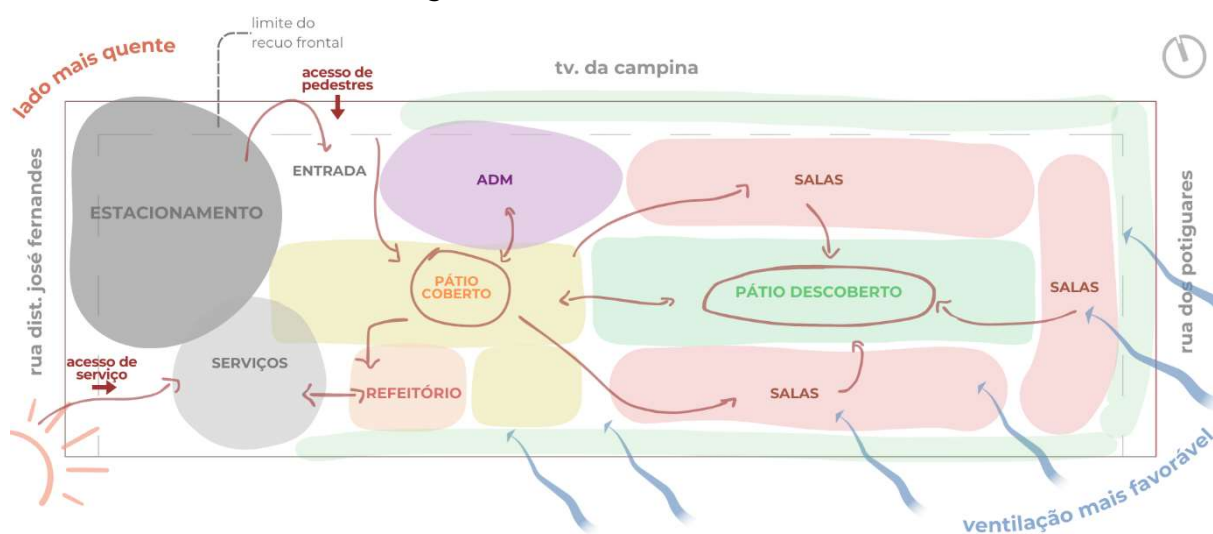 limite do
recuo frontal
lado mais quente
acesso de
pedestres
tv. da campina
ENTRADA
ADM
SALAS
ESTACIONAMENTO
rua dist. josé fernandes
PÁTIO
COBERTO
PÁTIO DESCOBERTO
SALAS
rua dos potiguares
acesso de
serviço
SERVIÇOS
REFEITÓRIO
SALAS
ventilação mais favorável